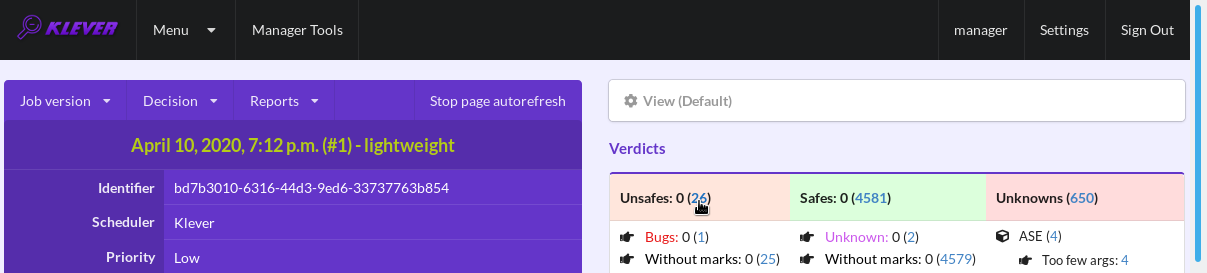 KLEVER
Menu
Manager Tools
manager
Settings
Sign Out
Job version
Decision
Reports
Stop page autorefresh
April 10, 2020, 7:12 p.m. (#1) - lightweight
Identifier bd7b3010-6316-44d3-9ed6-33737763b854
Scheduler Klever
Priority Low
View (Default)
Verdicts
Unsafes: 0 (26)
Bugs: 0 (1)
Without marks: 0 (25)
Safes: 0 (4581)
Unknown: 0 (2)
Without marks: 0 (4579)
Unknowns (650)
ASE (4)
Too few args: 4